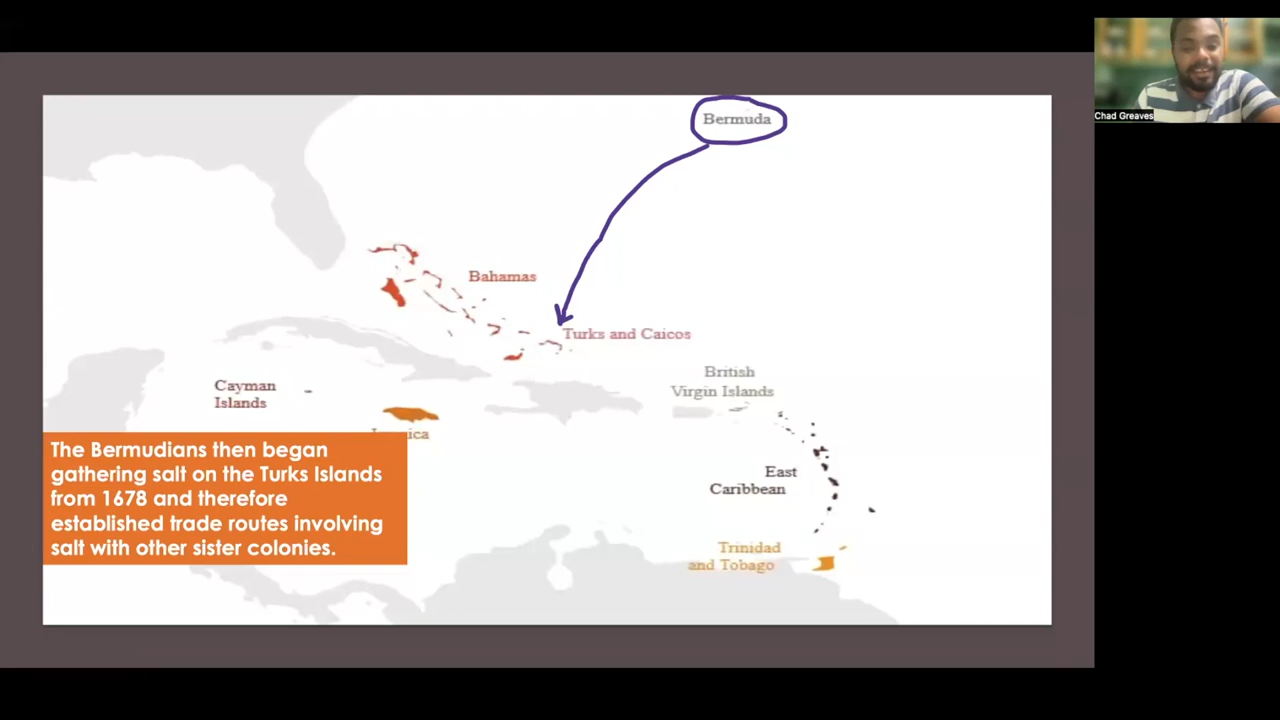 Bermuda
Chad Greaves
Bahamas
Turks and Caicos
British
Virgin Islands
Cayman
Islands
The Bermudians then began
gathering salt on the Turks Islands
from 1678 and therefore
established trade routes involving
salt with other sister colonies.
East
Caribbean
Trinidad
and Tobago